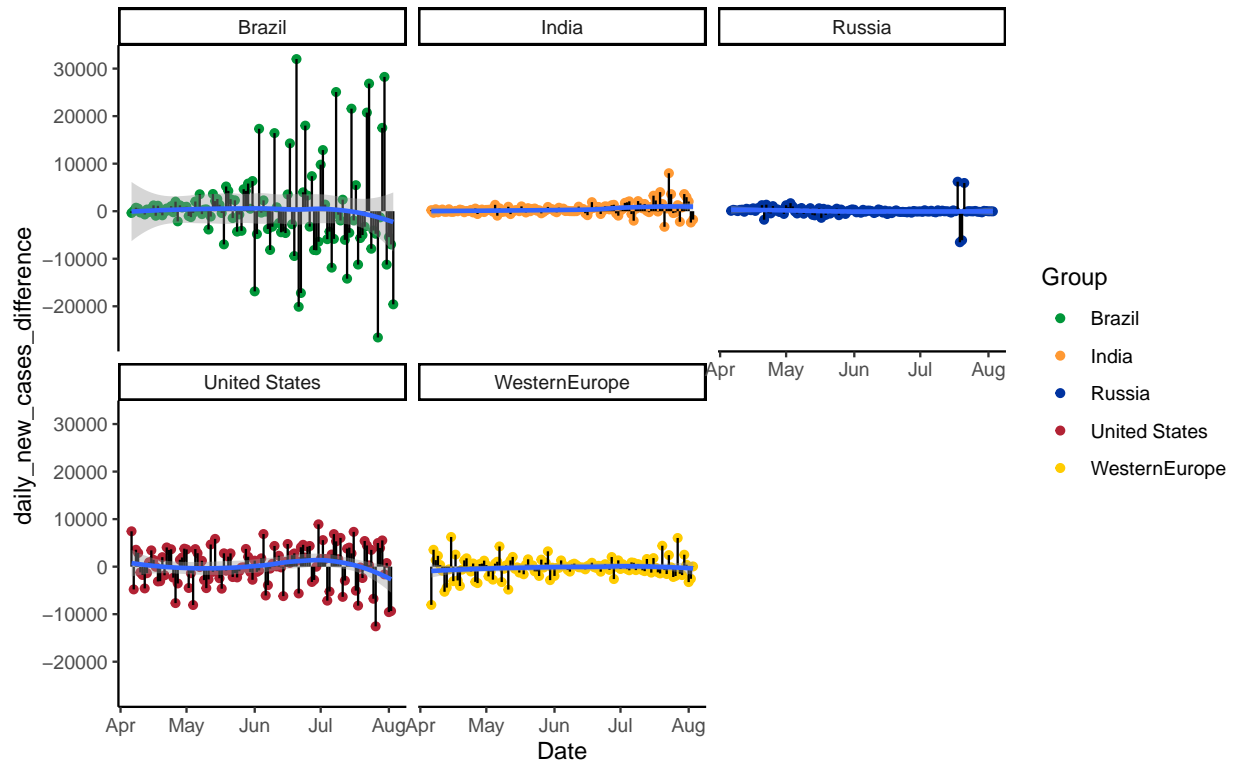 Brazil
India
Russia
30000
20000
10000
0
−10000
−20000
Apr
May
Jun
Jul
Aug
United States
WesternEurope
30000
20000
10000
0
−10000
−20000
Apr
May
Jun
Jul
Aug
Apr
May
Jun
Jul
Aug
Date
daily_new_cases_difference
Group
Brazil
India
Russia
United States
WesternEurope